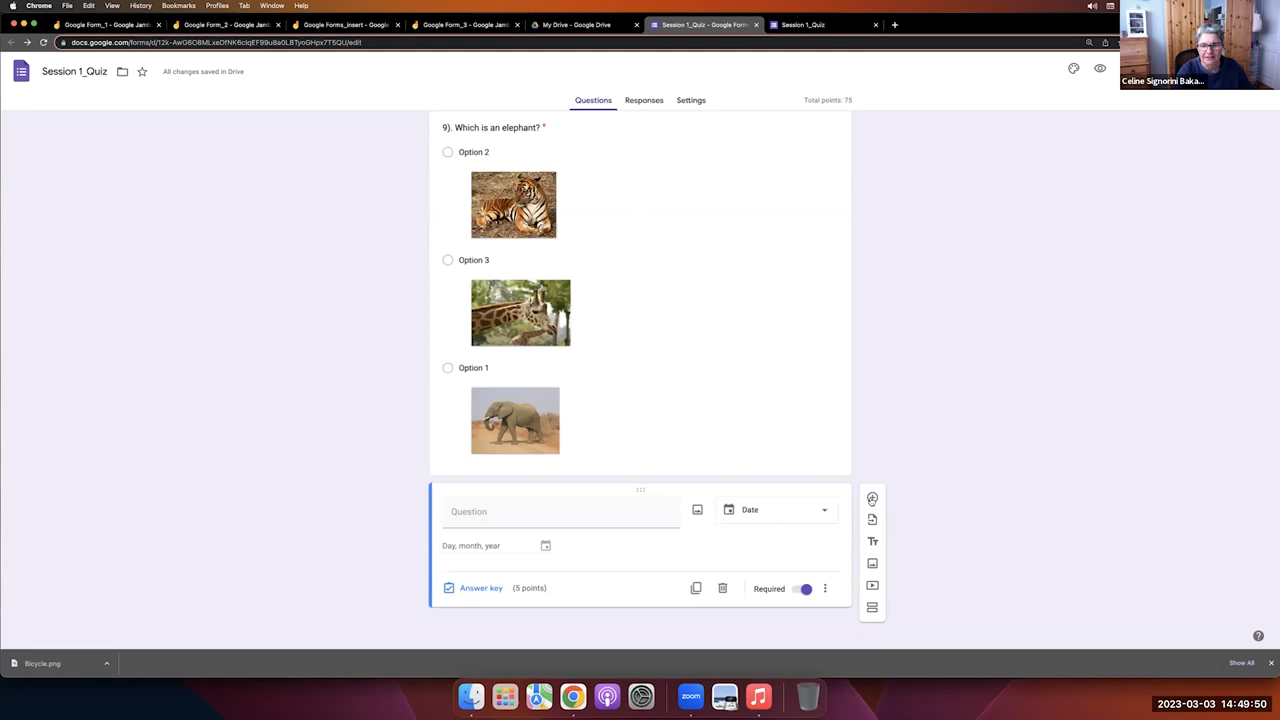 Chrome File Edit View History Bookmarks Profiles Tab Window Help
Google Form_1 - Google Jamb
Google Form_2 - Google Jamb
Google Forms_insert - Google
Google Form_3 - Google Jamb
My Drive - Google Drive
Session 1_Quiz - Google Form
Session 1_Quiz
Celine Signorini Baka...
Session 1_Quiz
All changes saved in Drive
Questions Responses Settings
Total points: 75
9). Which is an elephant? *
Option 2
Option 3
Option 1
Question
Date
Day, month, year
Answer key (5 points)
Required
Tт
Bicycle.png
Show All
zoom
2023-03-03 14:49:50